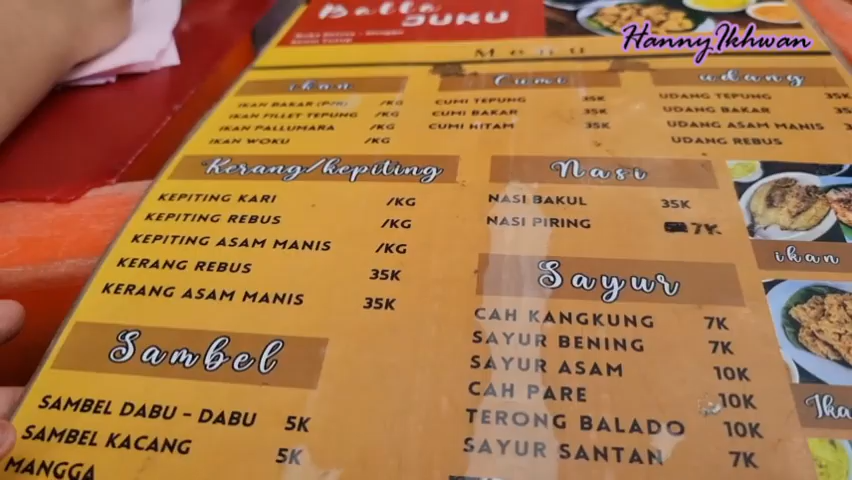 Balla JUKU
Menu
Hanny Ikhwan
ikan
IKAN BAKAR /KG
IKAN FILLET TEPUNG /KG
IKAN PALLUMARA /KG
IKAN WOKU /KG
Cumi
CUMI TEPUNG 35K
CUMI BAKAR 35K
CUMI HITAM 35K
udang
UDANG TEPUNG 35K
UDANG BAKAR 35K
UDANG ASAM MANIS
UDANG REBUS
Kerang/kepiting
KEPITING KARI /KG
KEPITING REBUS /KG
KEPITING ASAM MANIS /KG
KERANG REBUS 35K
KERANG ASAM MANIS 35K
Nasi
NASI BAKUL 35K
NASI PIRING 7K
Sayur
CAH KANGKUNG 7K
SAYUR BENING 7K
SAYUR ASAM 10K
CAH PARE 10K
TERONG BALADO 10K
SAYUR SANTAN 7K
Sambel
SAMBEL DABU - DABU 5K
SAMBEL KACANG 5K
MANGGA
ikan